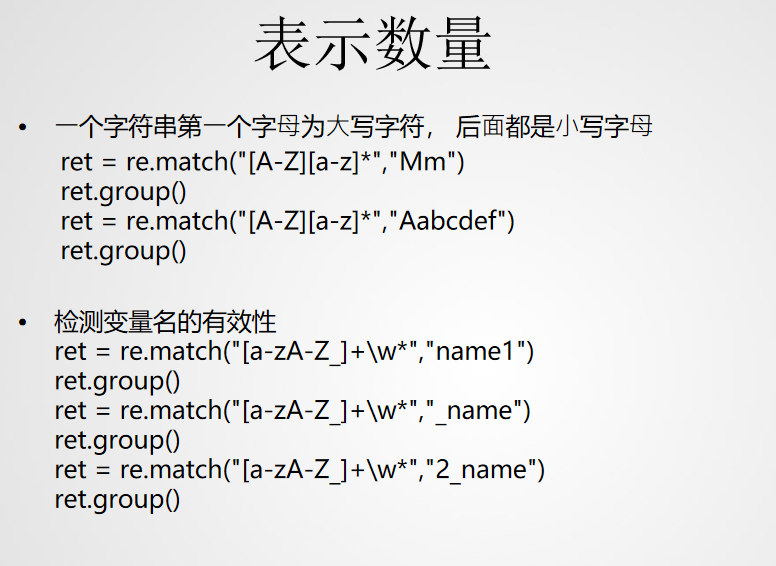 表示数量
• 一个字符串第一个字母为大写字符， 后面都是小写字母
ret = re.match("[A-Z][a-z]*","Mm")
ret.group()
ret = re.match("[A-Z][a-z]*","Aabcdef")
ret.group()
• 检测变量名的有效性
ret = re.match("[a-zA-Z_]+\w*","name1")
ret.group()
ret = re.match("[a-zA-Z_]+\w*","_name")
ret.group()
ret = re.match("[a-zA-Z_]+\w*","2_name")
ret.group()